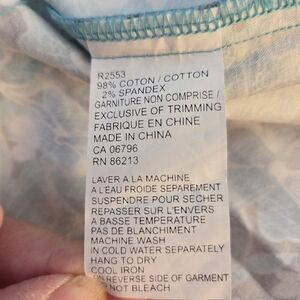 R2553
98% COTON / COTTON
2% SPANDEX
GARNITURE NON COMPRISE /
EXCLUSIVE OF TRIMMING
FABRIQUE EN CHINE
MADE IN CHINA
CA 06796
RN 86213
LAVER A LA MACHINE
A L'EAU FROIDE SEPAREMENT
SUSPENDRE POUR SECHER
REPASSER SUR L'ENVERS
A BASSE TEMPERATURE
PAS DE BLANCHIMENT
MACHINE WASH
IN COLD WATER SEPARATELY
HANG TO DRY
COOL IRON
ON REVERSE SIDE OF GARMENT
NOT BLEACH